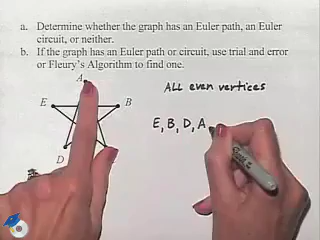 a. Determine whether the graph has an Euler path, an Euler
circuit, or neither.
b. If the graph has an Euler path or circuit, use trial and error
or Fleury's Algorithm to find one.
A
All even vertices
E
B
E, B, D, A,
D